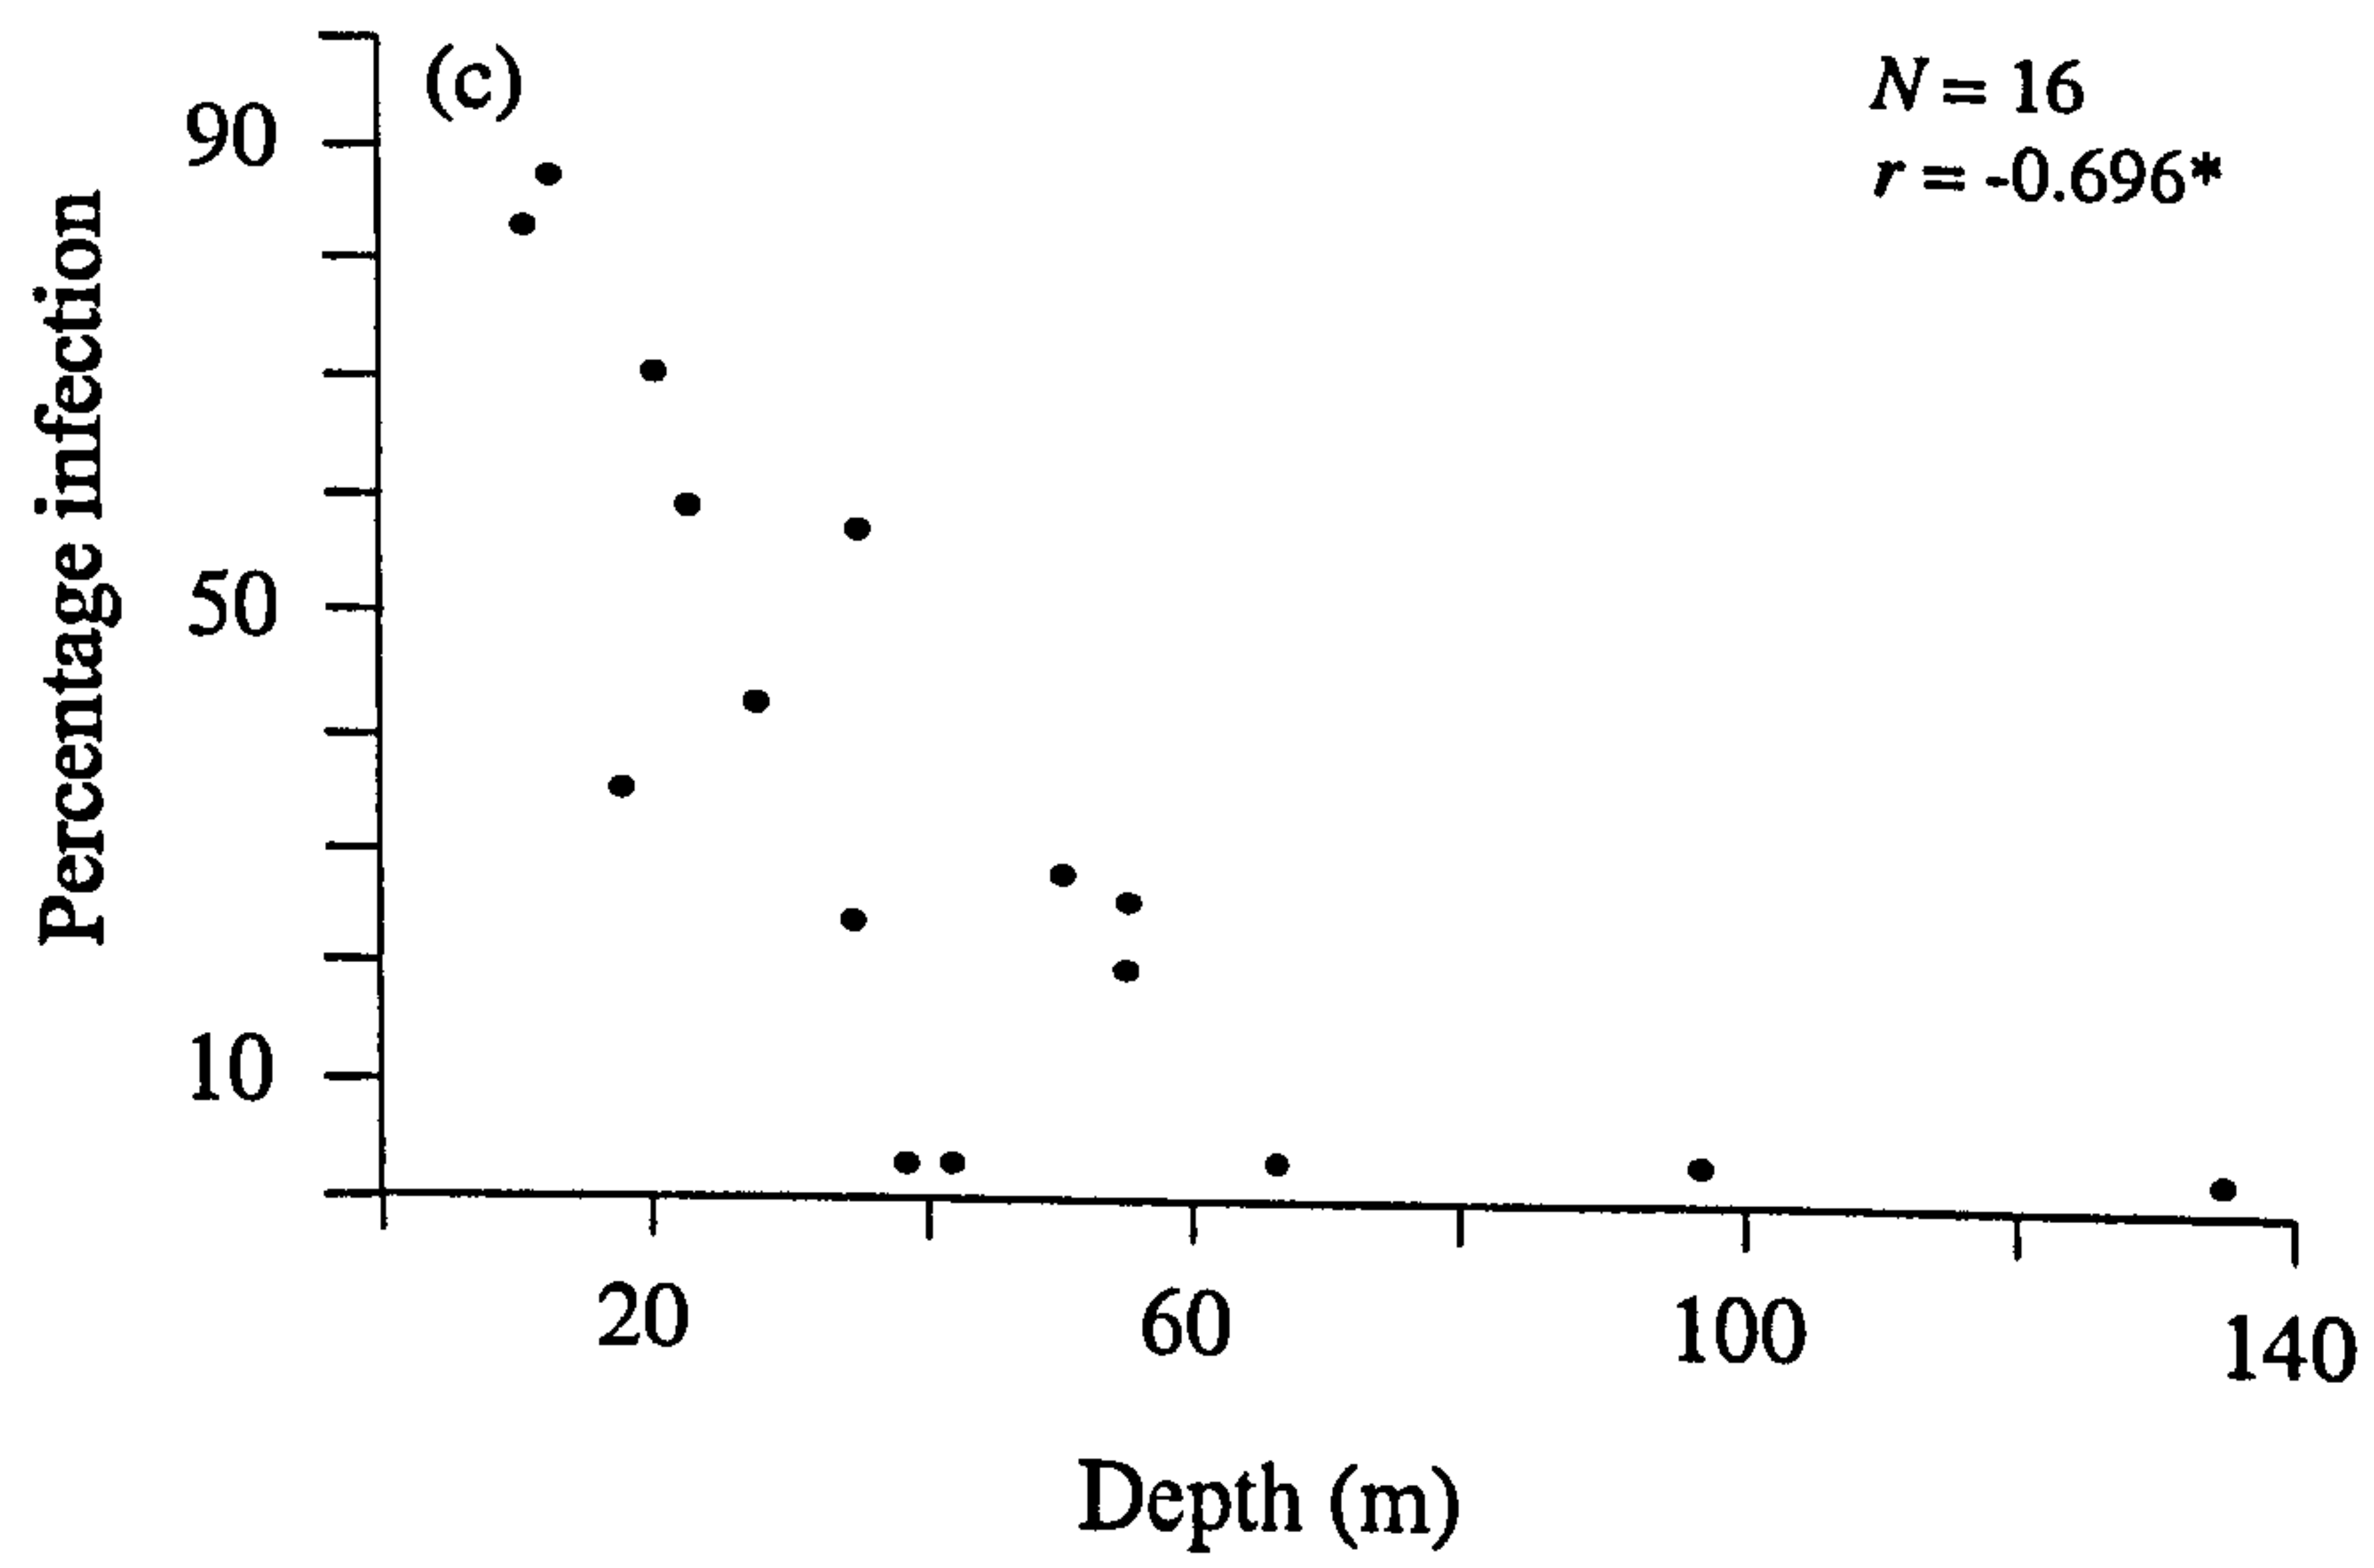 (c)
N = 16
r = -0.696*
Percentage infection
90
50
10
20
60
100
140
Depth (m)